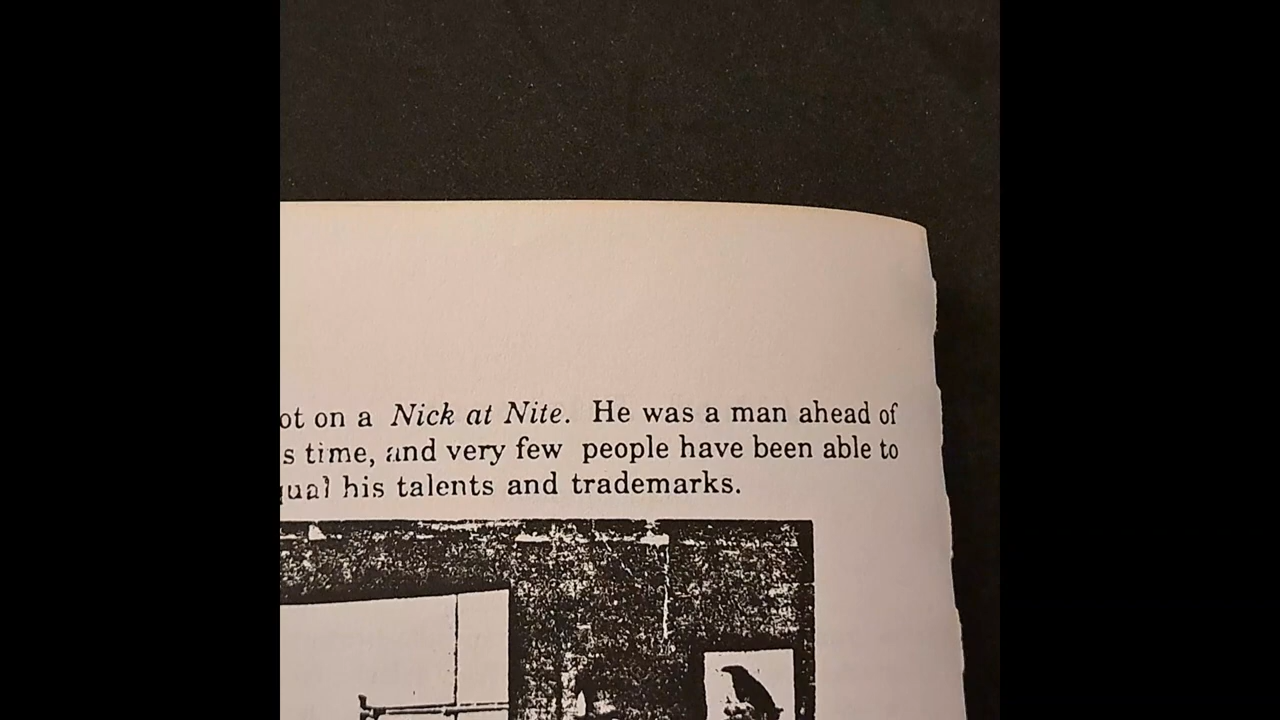 ot on a Nick at Nite. He was a man ahead of
s time, and very few people have been able to
ual his talents and trademarks.